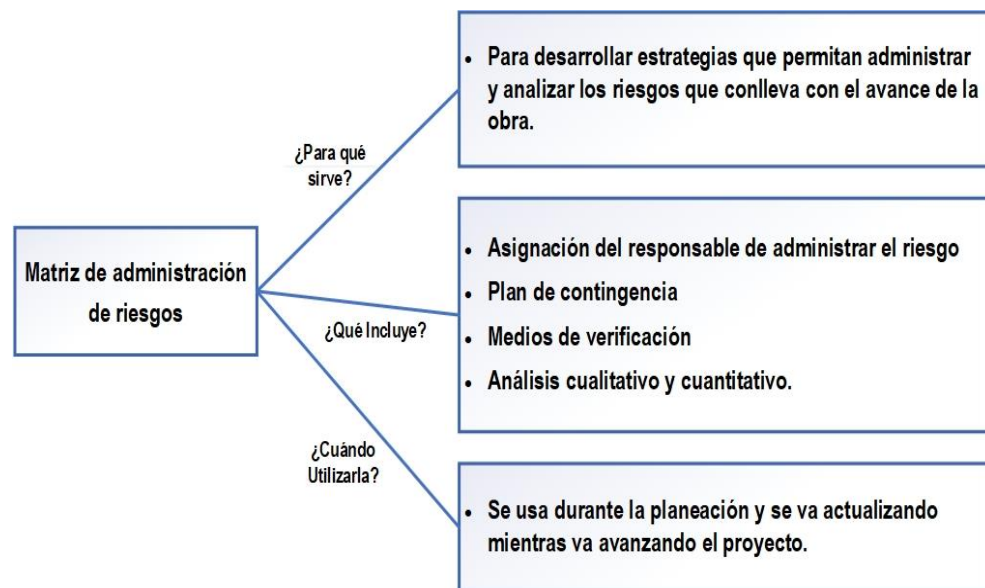 Matriz de administración
de riesgos
¿Para qué
sirve?
• Para desarrollar estrategias que permitan administrar
y analizar los riesgos que conlleva con el avance de la
obra.
¿Qué Incluye?
• Asignación del responsable de administrar el riesgo
• Plan de contingencia
• Medios de verificación
• Análisis cualitativo y cuantitativo.
¿Cuándo
Utilizarla?
• Se usa durante la planeación y se va actualizando
mientras va avanzando el proyecto.